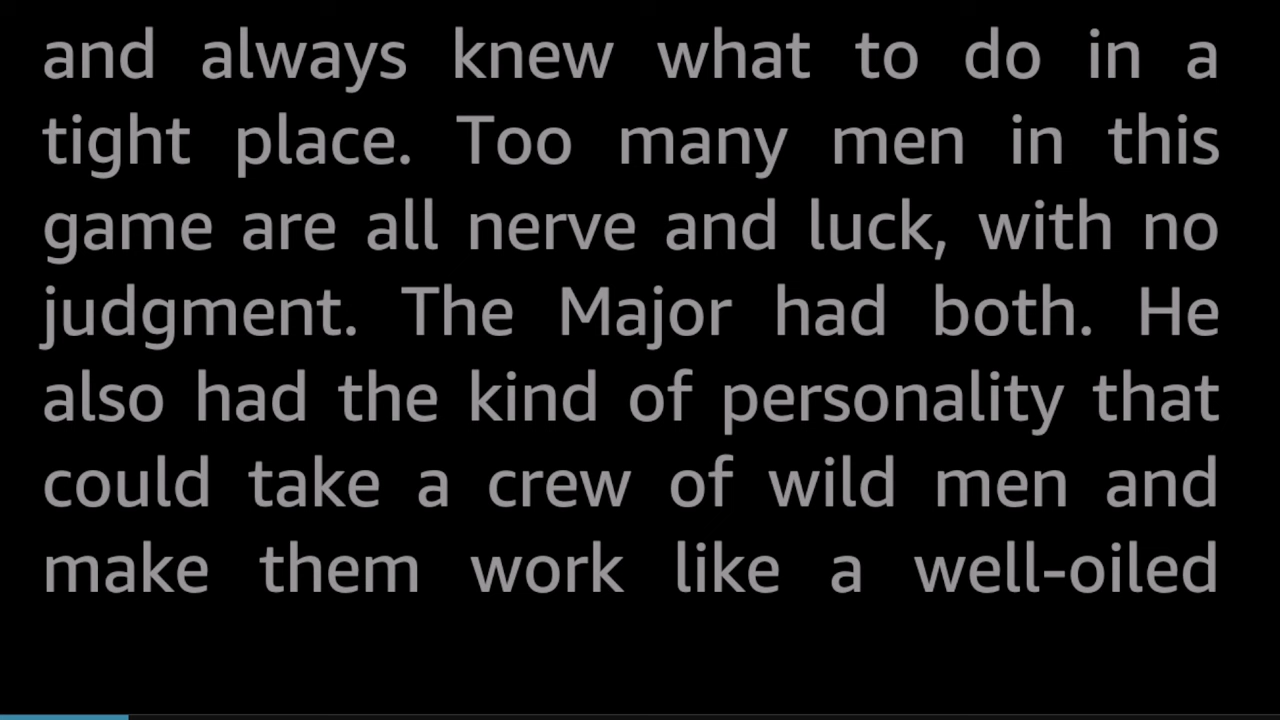 and always knew what to do in a
tight place. Too many men in this
game are all nerve and luck, with no
judgment. The Major had both. He
also had the kind of personality that
could take a crew of wild men and
make them work like a well-oiled